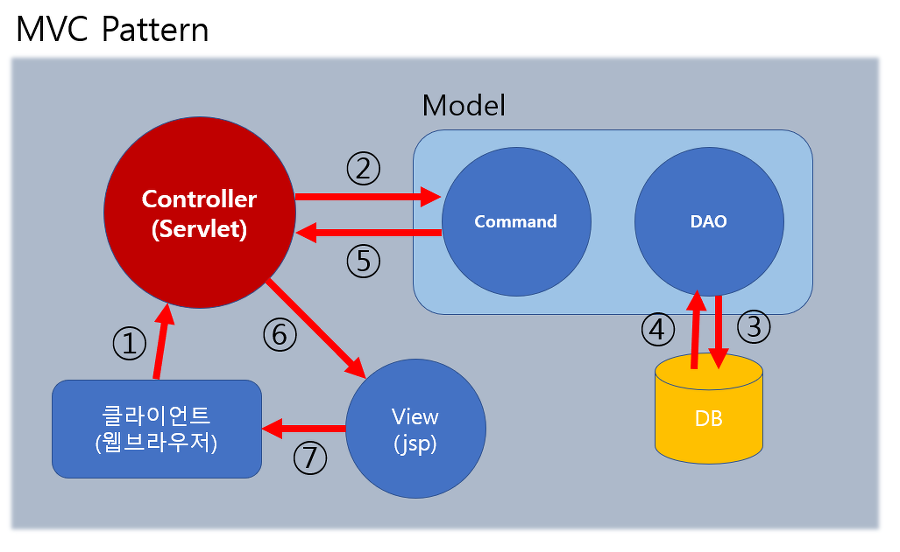 MVC Pattern
Model
Controller
(Servlet)
②
Command
DAO
⑤
①
⑥
④
③
클라이언트
(웹브라우저)
View
(jsp)
DB
⑦